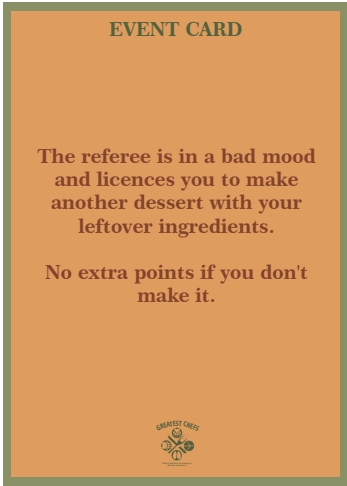 EVENT CARD
The referee is in a bad mood
and licences you to make
another dessert with your
leftover ingredients.
No extra points if you don't
make it.
GREATEST CHEFS